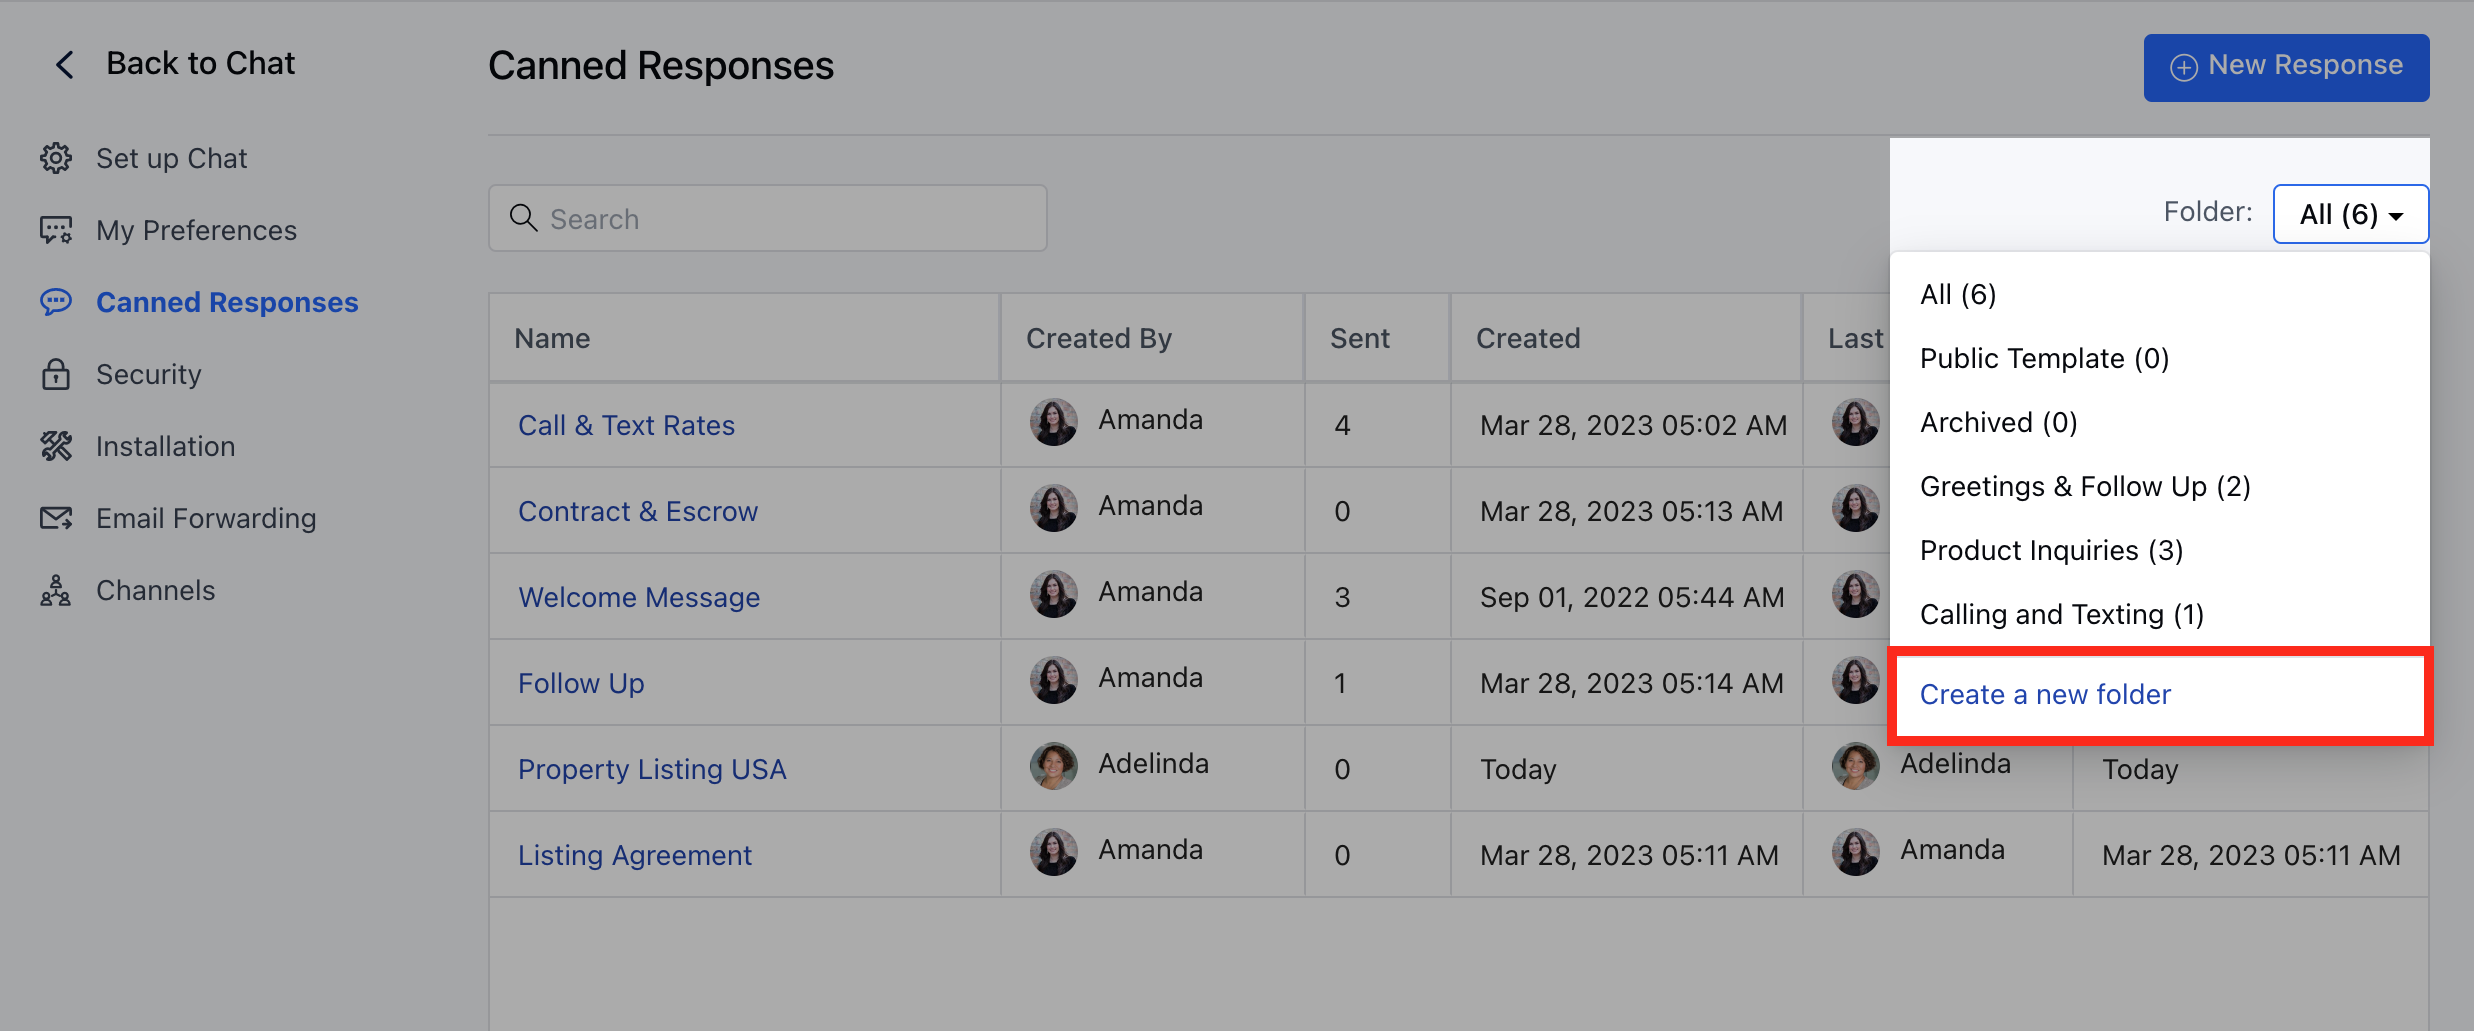 Back to Chat
Set up Chat
My Preferences
Canned Responses
Security
Installation
Email Forwarding
Channels
Canned Responses
New Response
Search
Folder: All (6)
All (6)
Public Template (0)
Archived (0)
Greetings & Follow Up (2)
Product Inquiries (3)
Calling and Texting (1)
Create a new folder
Name Created By Sent Created Last
Call & Text Rates Amanda 4 Mar 28, 2023 05:02 AM
Contract & Escrow Amanda 0 Mar 28, 2023 05:13 AM
Welcome Message Amanda 3 Sep 01, 2022 05:44 AM
Follow Up Amanda 1 Mar 28, 2023 05:14 AM
Property Listing USA Adelinda 0 Today Adelinda Today
Listing Agreement Amanda 0 Mar 28, 2023 05:11 AM Amanda Mar 28, 2023 05:11 AM